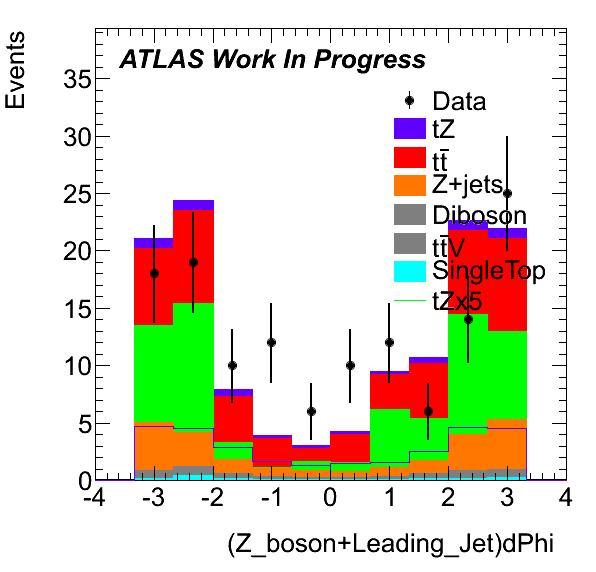 Events
ATLAS Work In Progress
Data
tZ
tt̄
Z+jets
Diboson
tt̄V
SingleTop
tZx5
35
30
25
20
15
10
5
0
-4 -3 -2 -1 0 1 2 3 4
(Z_boson+Leading_Jet)dPhi